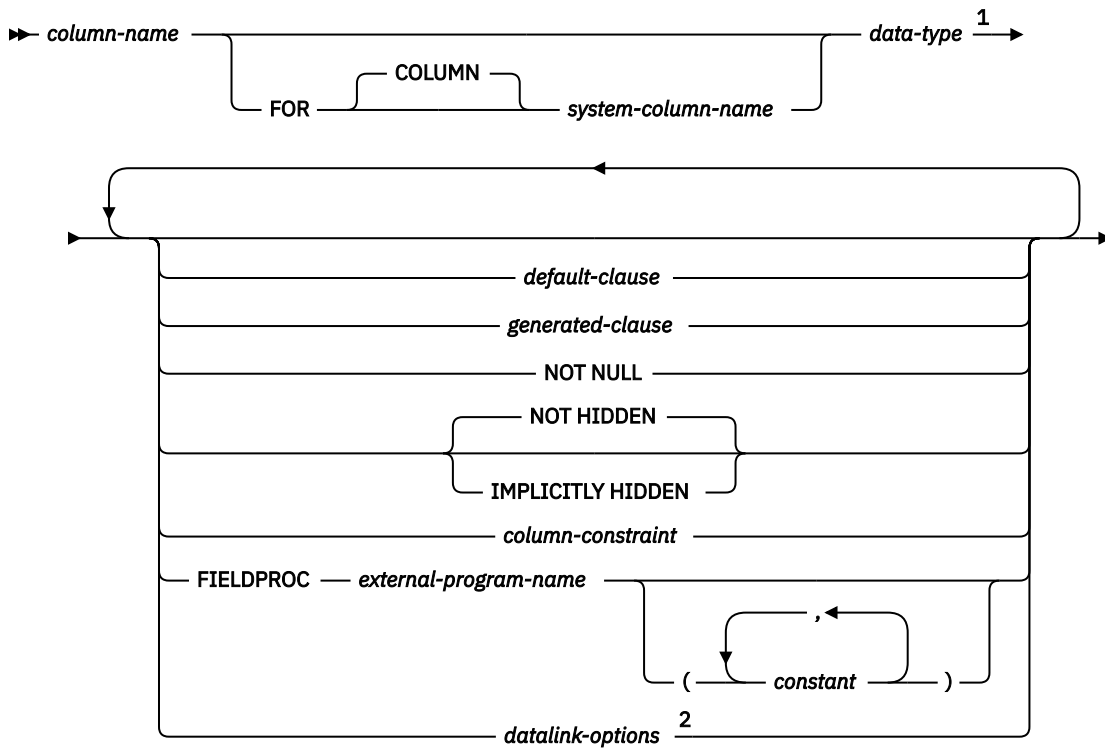 column-name data-type 1
COLUMN
FOR system-column-name
default-clause
generated-clause
NOT NULL
NOT HIDDEN
IMPLICITLY HIDDEN
column-constraint
FIELDPROC external-program-name
,
( constant )
datalink-options 2